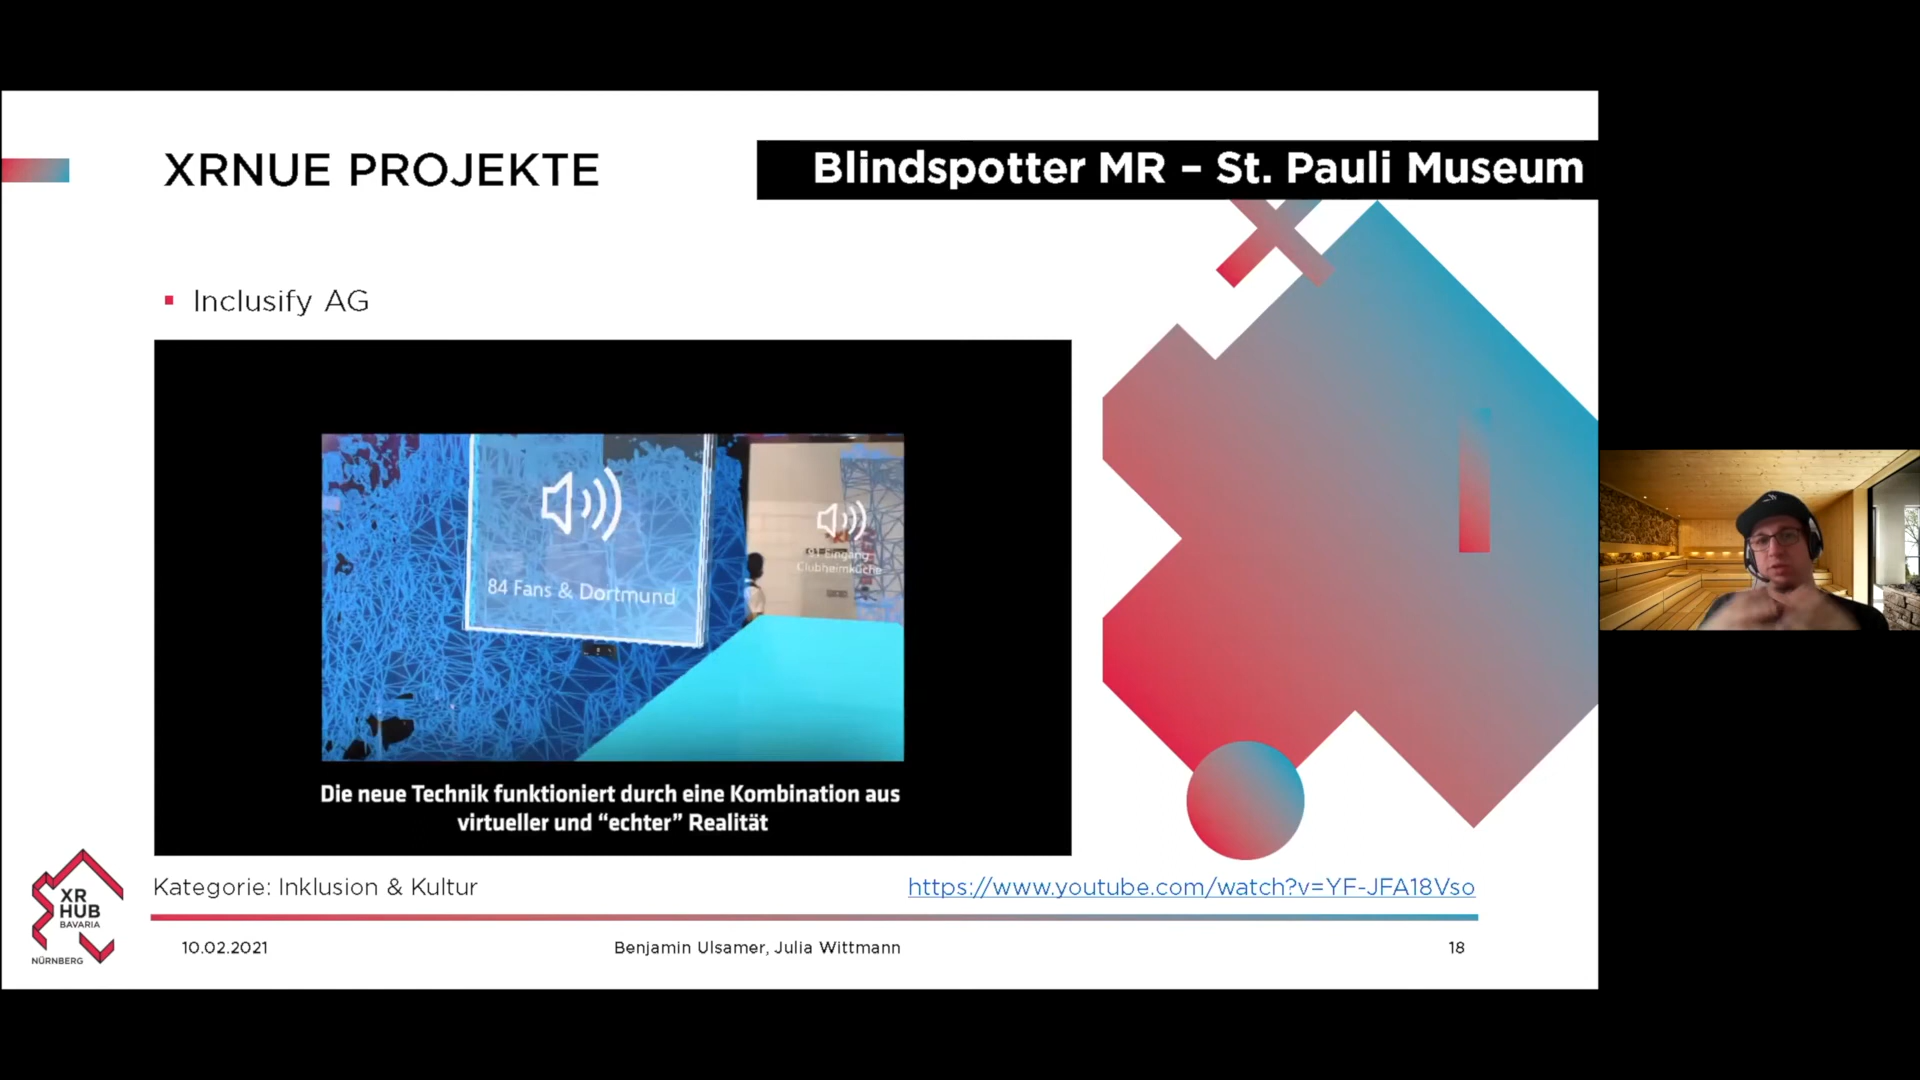 XRNUE PROJEKTE
Blindspotter MR – St. Pauli Museum
Inclusify AG
84 Fans & Dortmund
91 Eingang
Clubheimküche
Die neue Technik funktioniert durch eine Kombination aus
virtueller und “echter” Realität
Kategorie: Inklusion & Kultur
https://www.youtube.com/watch?v=YF-JFA18Vso
XR
HUB
BAVARIA
NÜRNBERG
10.02.2021
Benjamin Ulsamer, Julia Wittmann
18